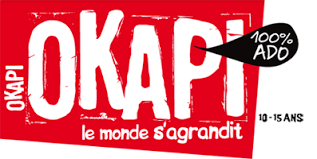 OKAPI
OKAPI
100%
ADO
le monde s'agrandit
10-15 ANS